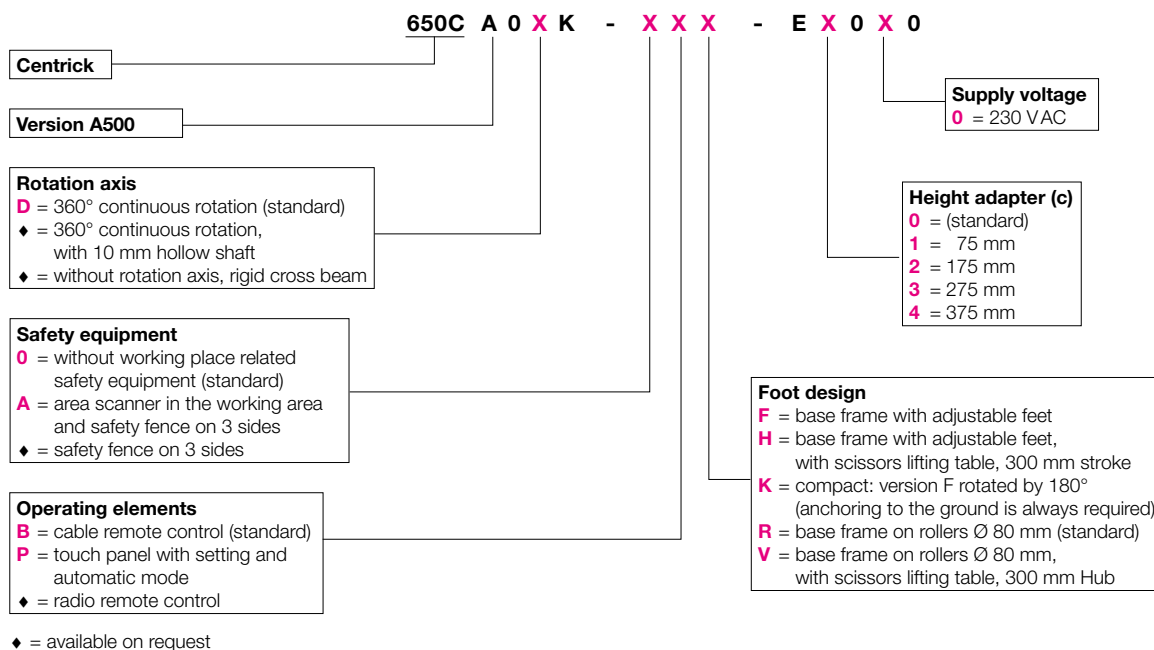 650C A 0 X K - X X X - E X 0 X 0
Centrick
Version A500
Rotation axis
D = 360° continuous rotation (standard)
♦ = 360° continuous rotation,
with 10 mm hollow shaft
♦ = without rotation axis, rigid cross beam
Safety equipment
0 = without working place related
safety equipment (standard)
A = area scanner in the working area
and safety fence on 3 sides
♦ = safety fence on 3 sides
Operating elements
B = cable remote control (standard)
P = touch panel with setting and
automatic mode
♦ = radio remote control
♦ = available on request
Supply voltage
0 = 230 VAC
Height adapter (c)
0 = (standard)
1 = 75 mm
2 = 175 mm
3 = 275 mm
4 = 375 mm
Foot design
F = base frame with adjustable feet
H = base frame with adjustable feet,
with scissors lifting table, 300 mm stroke
K = compact: version F rotated by 180°
(anchoring to the ground is always required)
R = base frame on rollers Ø 80 mm (standard)
V = base frame on rollers Ø 80 mm,
with scissors lifting table, 300 mm Hub